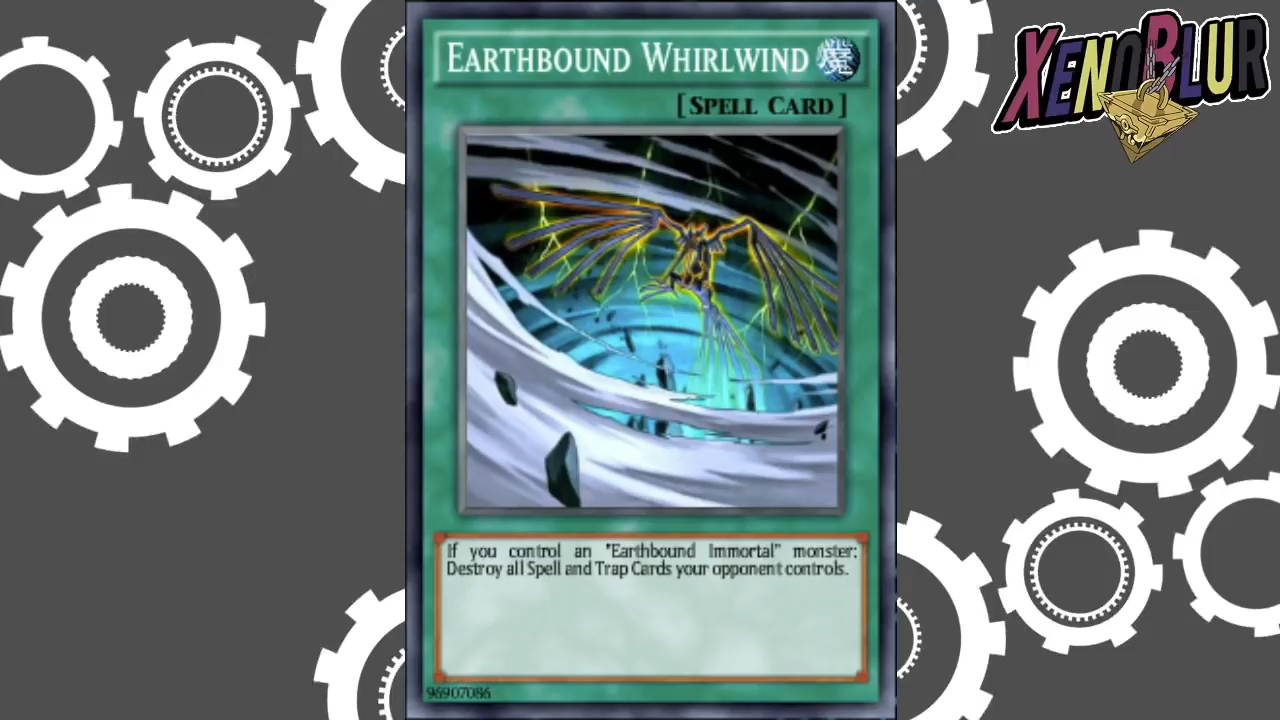 XENOBLUR
EARTHBOUND WHIRLWIND 魔
[SPELL CARD]
If you control an "Earthbound Immortal" monster:
Destroy all Spell and Trap Cards your opponent controls.
96907086